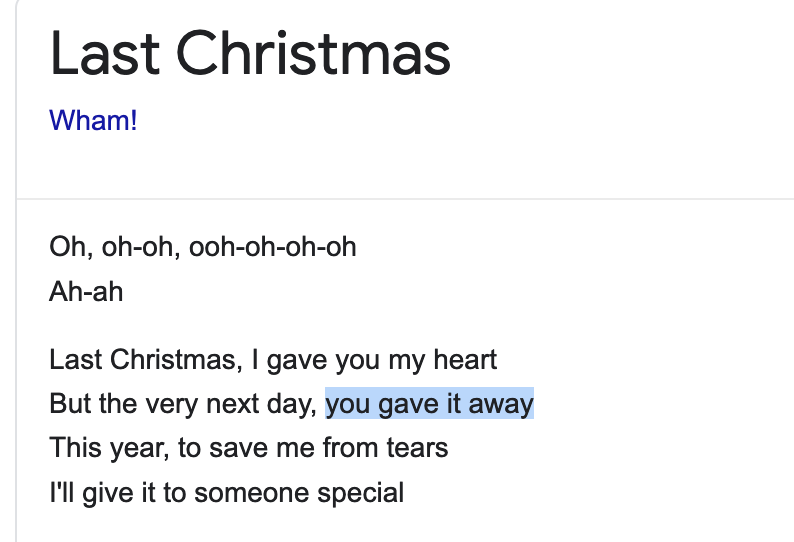 Last Christmas
Wham!
Oh, oh-oh, ooh-oh-oh-oh
Ah-ah
Last Christmas, I gave you my heart
But the very next day, you gave it away
This year, to save me from tears
I'll give it to someone special